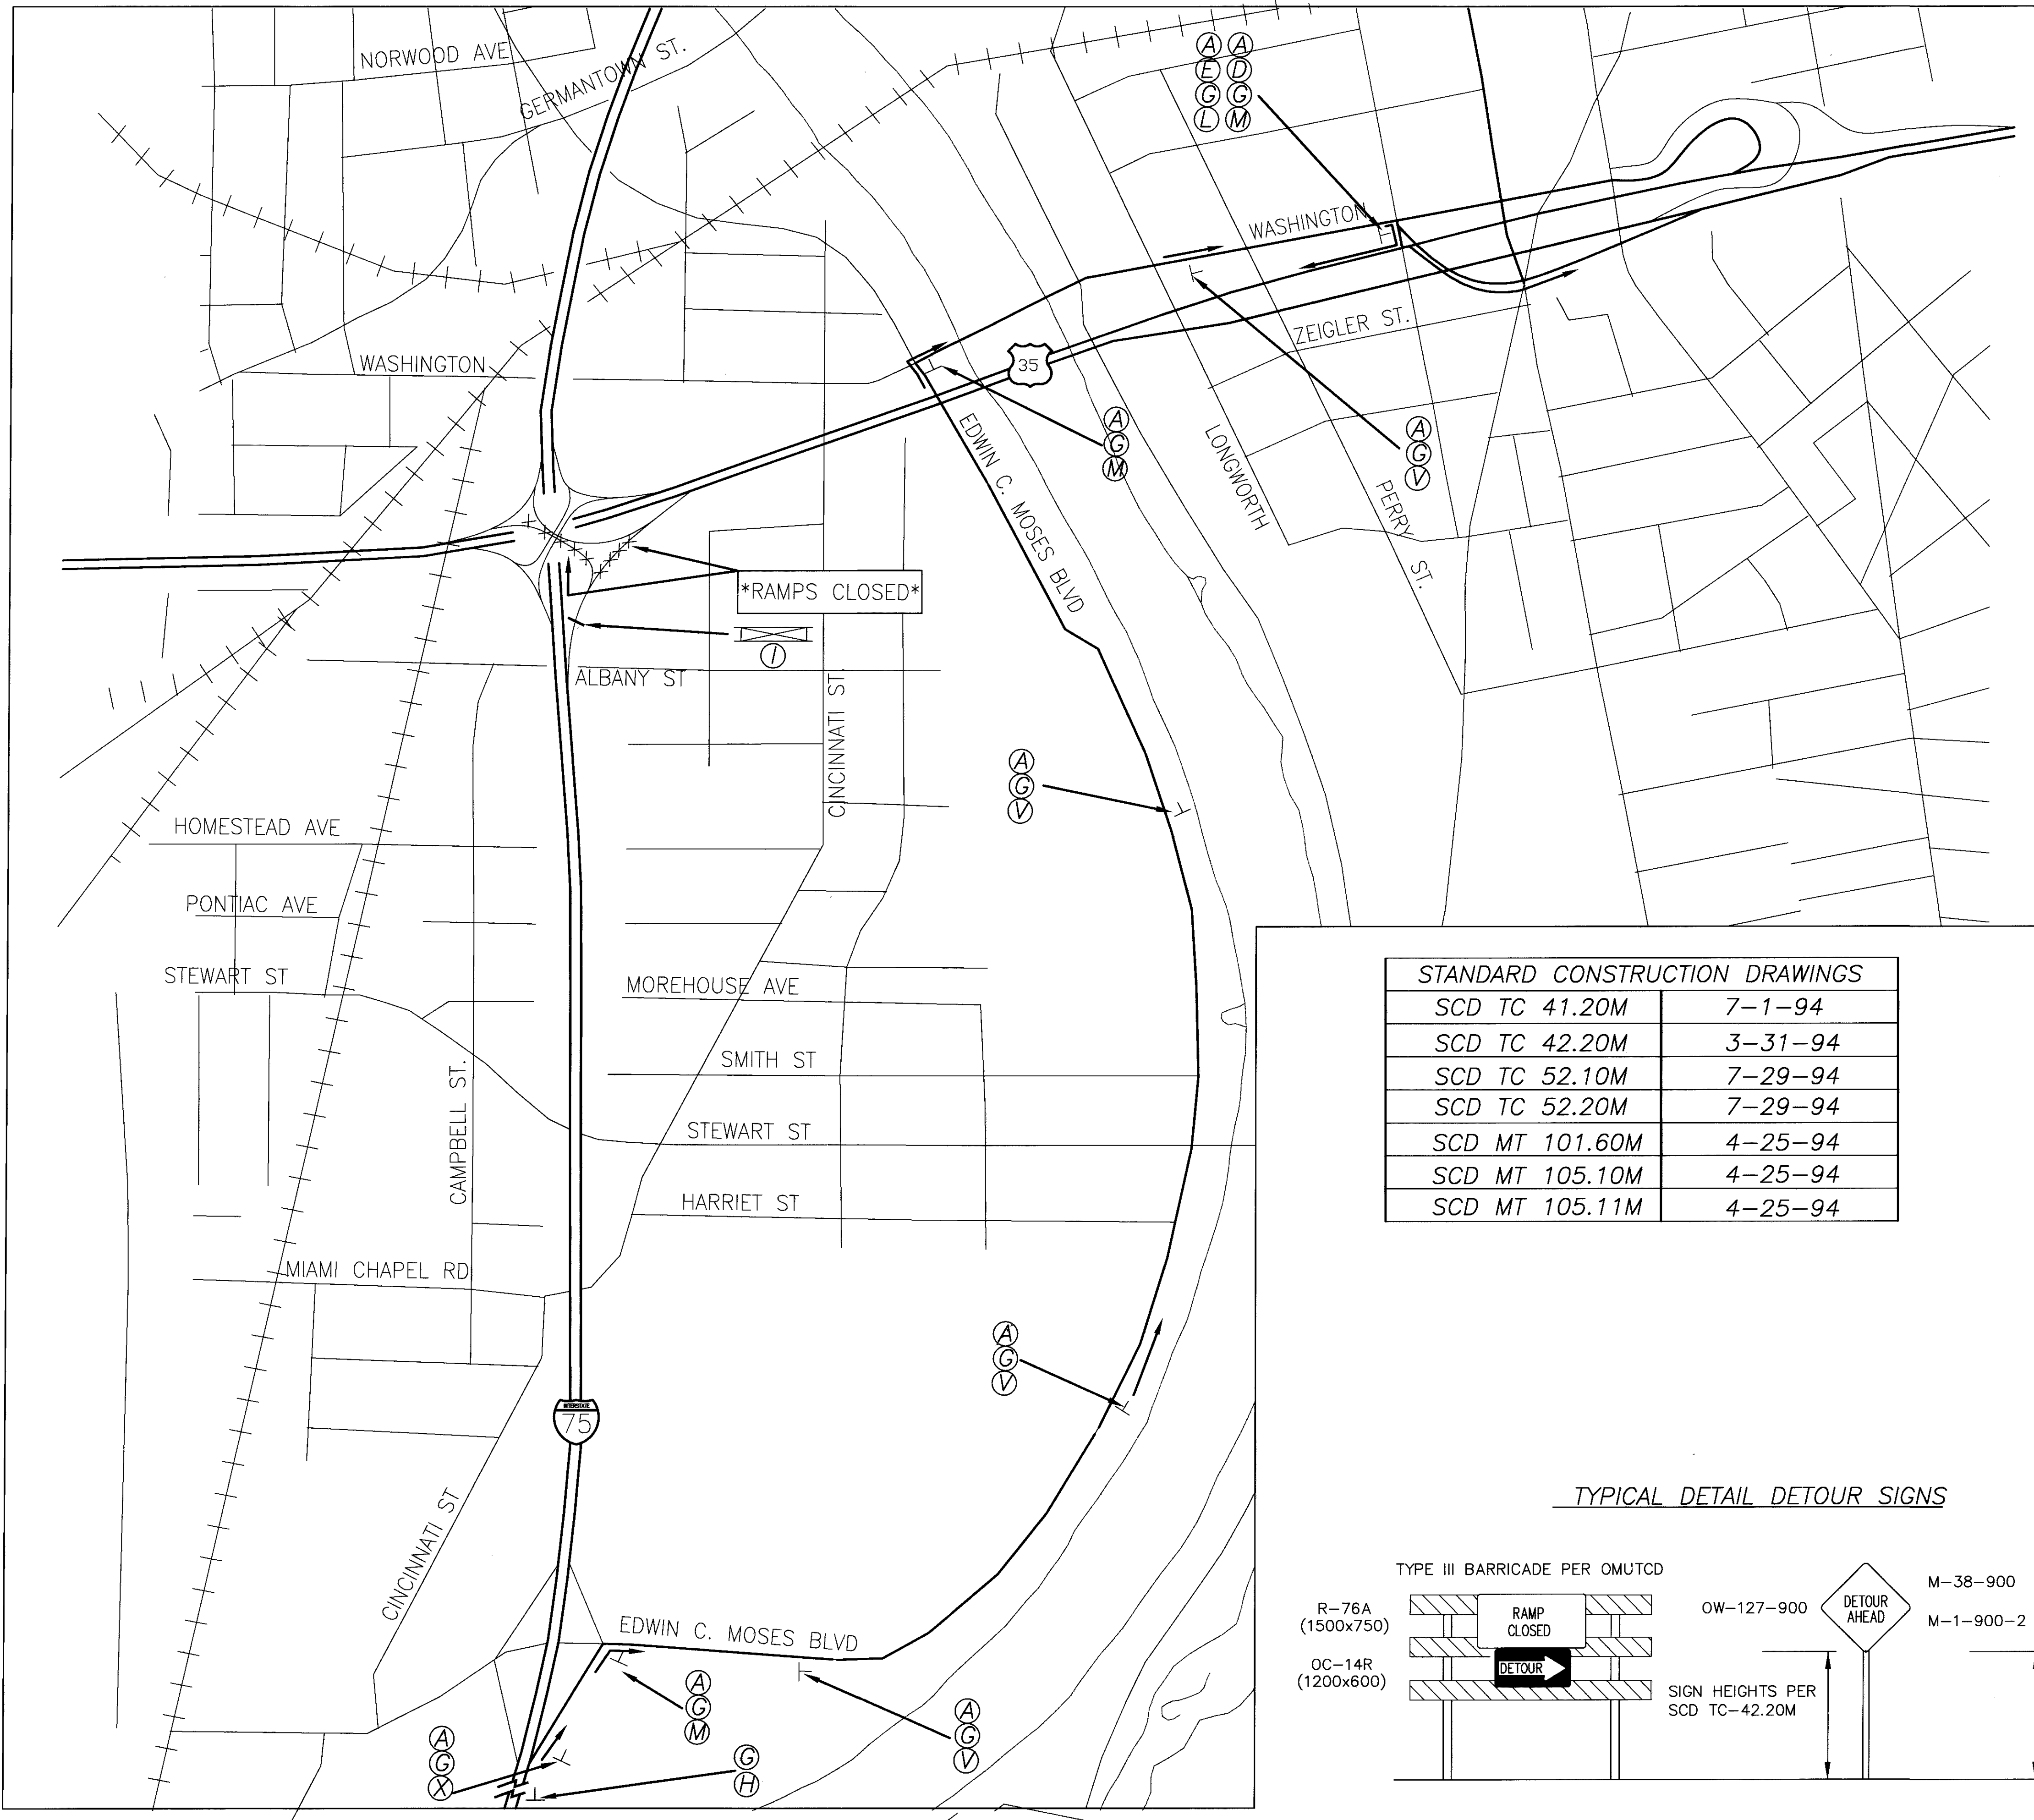 NORWOOD AVE
GERMANTOWN ST.
A A
E D
G G
L M
WASHINGTON
ZEIGLER ST.
WASHINGTON
35
A
G
M
A
G
V
EDWIN C. MOSES BLVD
LONGWORTH
PERRY ST.
*RAMPS CLOSED*
I
ALBANY ST
CINCINNATI ST.
A
G
V
HOMESTEAD AVE
PONTIAC AVE
STEWART ST
MOREHOUSE AVE
SMITH ST
CAMPBELL ST.
STEWART ST
HARRIET ST
MIAMI CHAPEL RD
A
G
V
INTERSTATE
75
CINCINNATI ST
EDWIN C. MOSES BLVD
A
G
M
A
G
V
A
G
X
G
H
STANDARD CONSTRUCTION DRAWINGS
SCD TC 41.20M 7-1-94
SCD TC 42.20M 3-31-94
SCD TC 52.10M 7-29-94
SCD TC 52.20M 7-29-94
SCD MT 101.60M 4-25-94
SCD MT 105.10M 4-25-94
SCD MT 105.11M 4-25-94
TYPICAL DETAIL DETOUR SIGNS
TYPE III BARRICADE PER OMUTCD
R-76A
(1500x750)
RAMP
CLOSED
OC-14R
(1200x600)
DETOUR
OW-127-900
DETOUR
AHEAD
M-38-900
M-1-900-2
SIGN HEIGHTS PER
SCD TC-42.20M